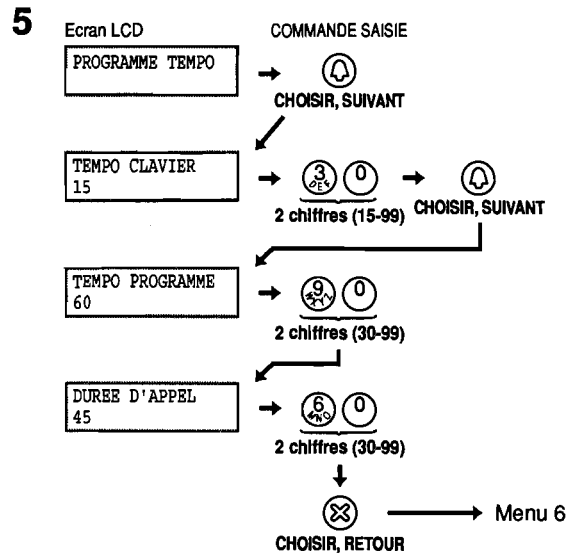 5
Ecran LCD COMMANDE SAISIE
PROGRAMME TEMPO
CHOISIR, SUIVANT
TEMPO CLAVIER
15
3 DEF 0
2 chiffres (15-99)
CHOISIR, SUIVANT
TEMPO PROGRAMME
60
9 0
2 chiffres (30-99)
DUREE D'APPEL
45
6 MNO 0
2 chiffres (30-99)
Menu 6
CHOISIR, RETOUR